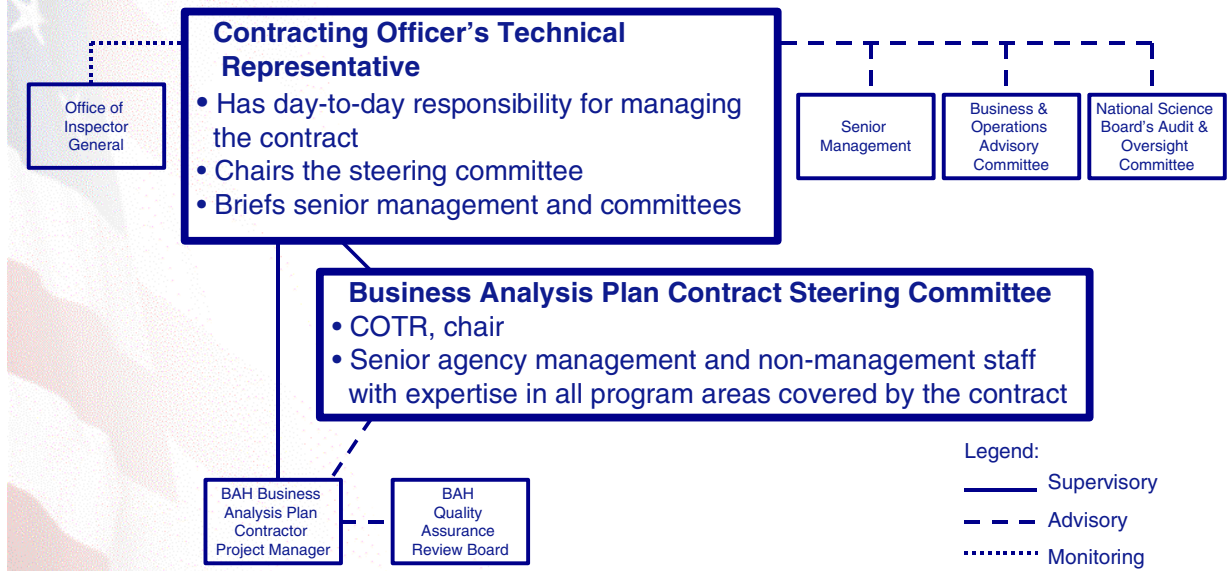 Contracting Officer's Technical
Representative
• Has day-to-day responsibility for managing
the contract
• Chairs the steering committee
• Briefs senior management and committees
Office of
Inspector
General
Senior
Management
Business &
Operations
Advisory
Committee
National Science
Board's Audit &
Oversight
Committee
Business Analysis Plan Contract Steering Committee
• COTR, chair
• Senior agency management and non-management staff
with expertise in all program areas covered by the contract
BAH Business
Analysis Plan
Contractor
Project Manager
BAH
Quality
Assurance
Review Board
Legend:
Supervisory
Advisory
Monitoring